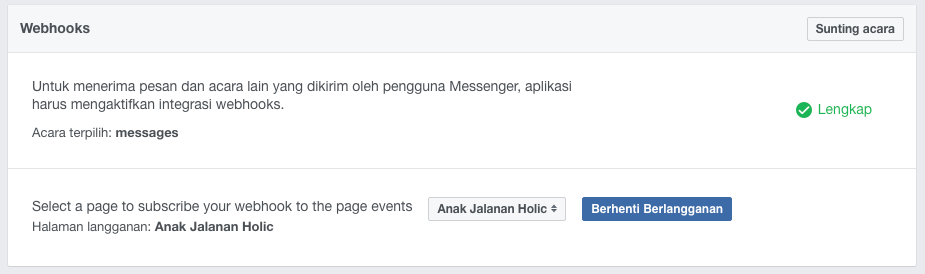 Webhooks
Sunting acara
Untuk menerima pesan dan acara lain yang dikirim oleh pengguna Messenger, aplikasi
harus mengaktifkan integrasi webhooks.
Lengkap
Acara terpilih: messages
Select a page to subscribe your webhook to the page events
Anak Jalanan Holic
Berhenti Berlangganan
Halaman langganan: Anak Jalanan Holic